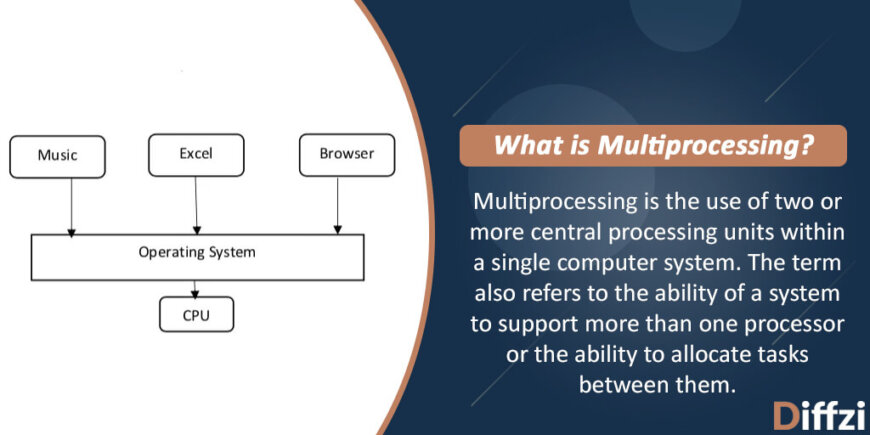 Music
Excel
Browser
Operating System
CPU
What is Multiprocessing?
Multiprocessing is the use of two or
more central processing units within
a single computer system. The term
also refers to the ability of a system
to support more than one processor
or the ability to allocate tasks
between them.
Diffzi